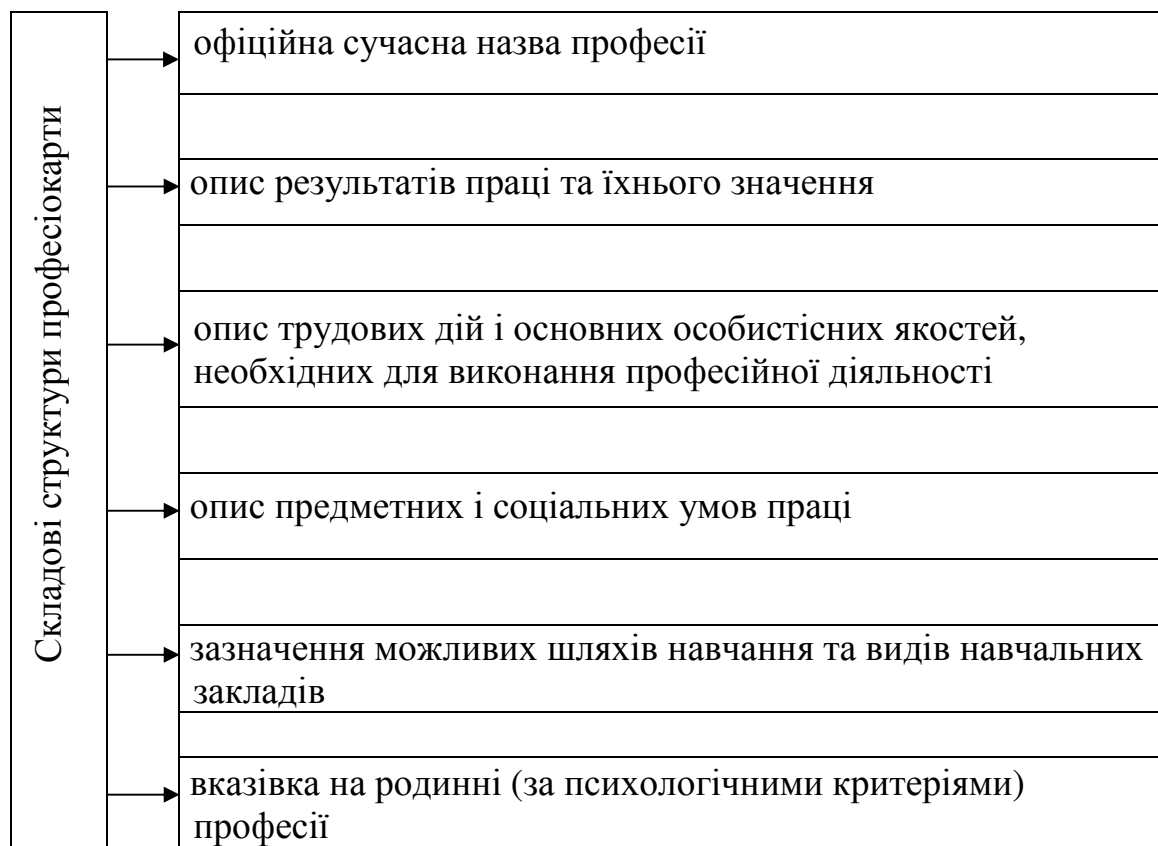 Складові структури професіокарти
офіційна сучасна назва професії
опис результатів праці та їхнього значення
опис трудових дій і основних особистісних якостей,
необхідних для виконання професійної діяльності
опис предметних і соціальних умов праці
зазначення можливих шляхів навчання та видів навчальних
закладів
вказівка на родинні (за психологічними критеріями)
професії